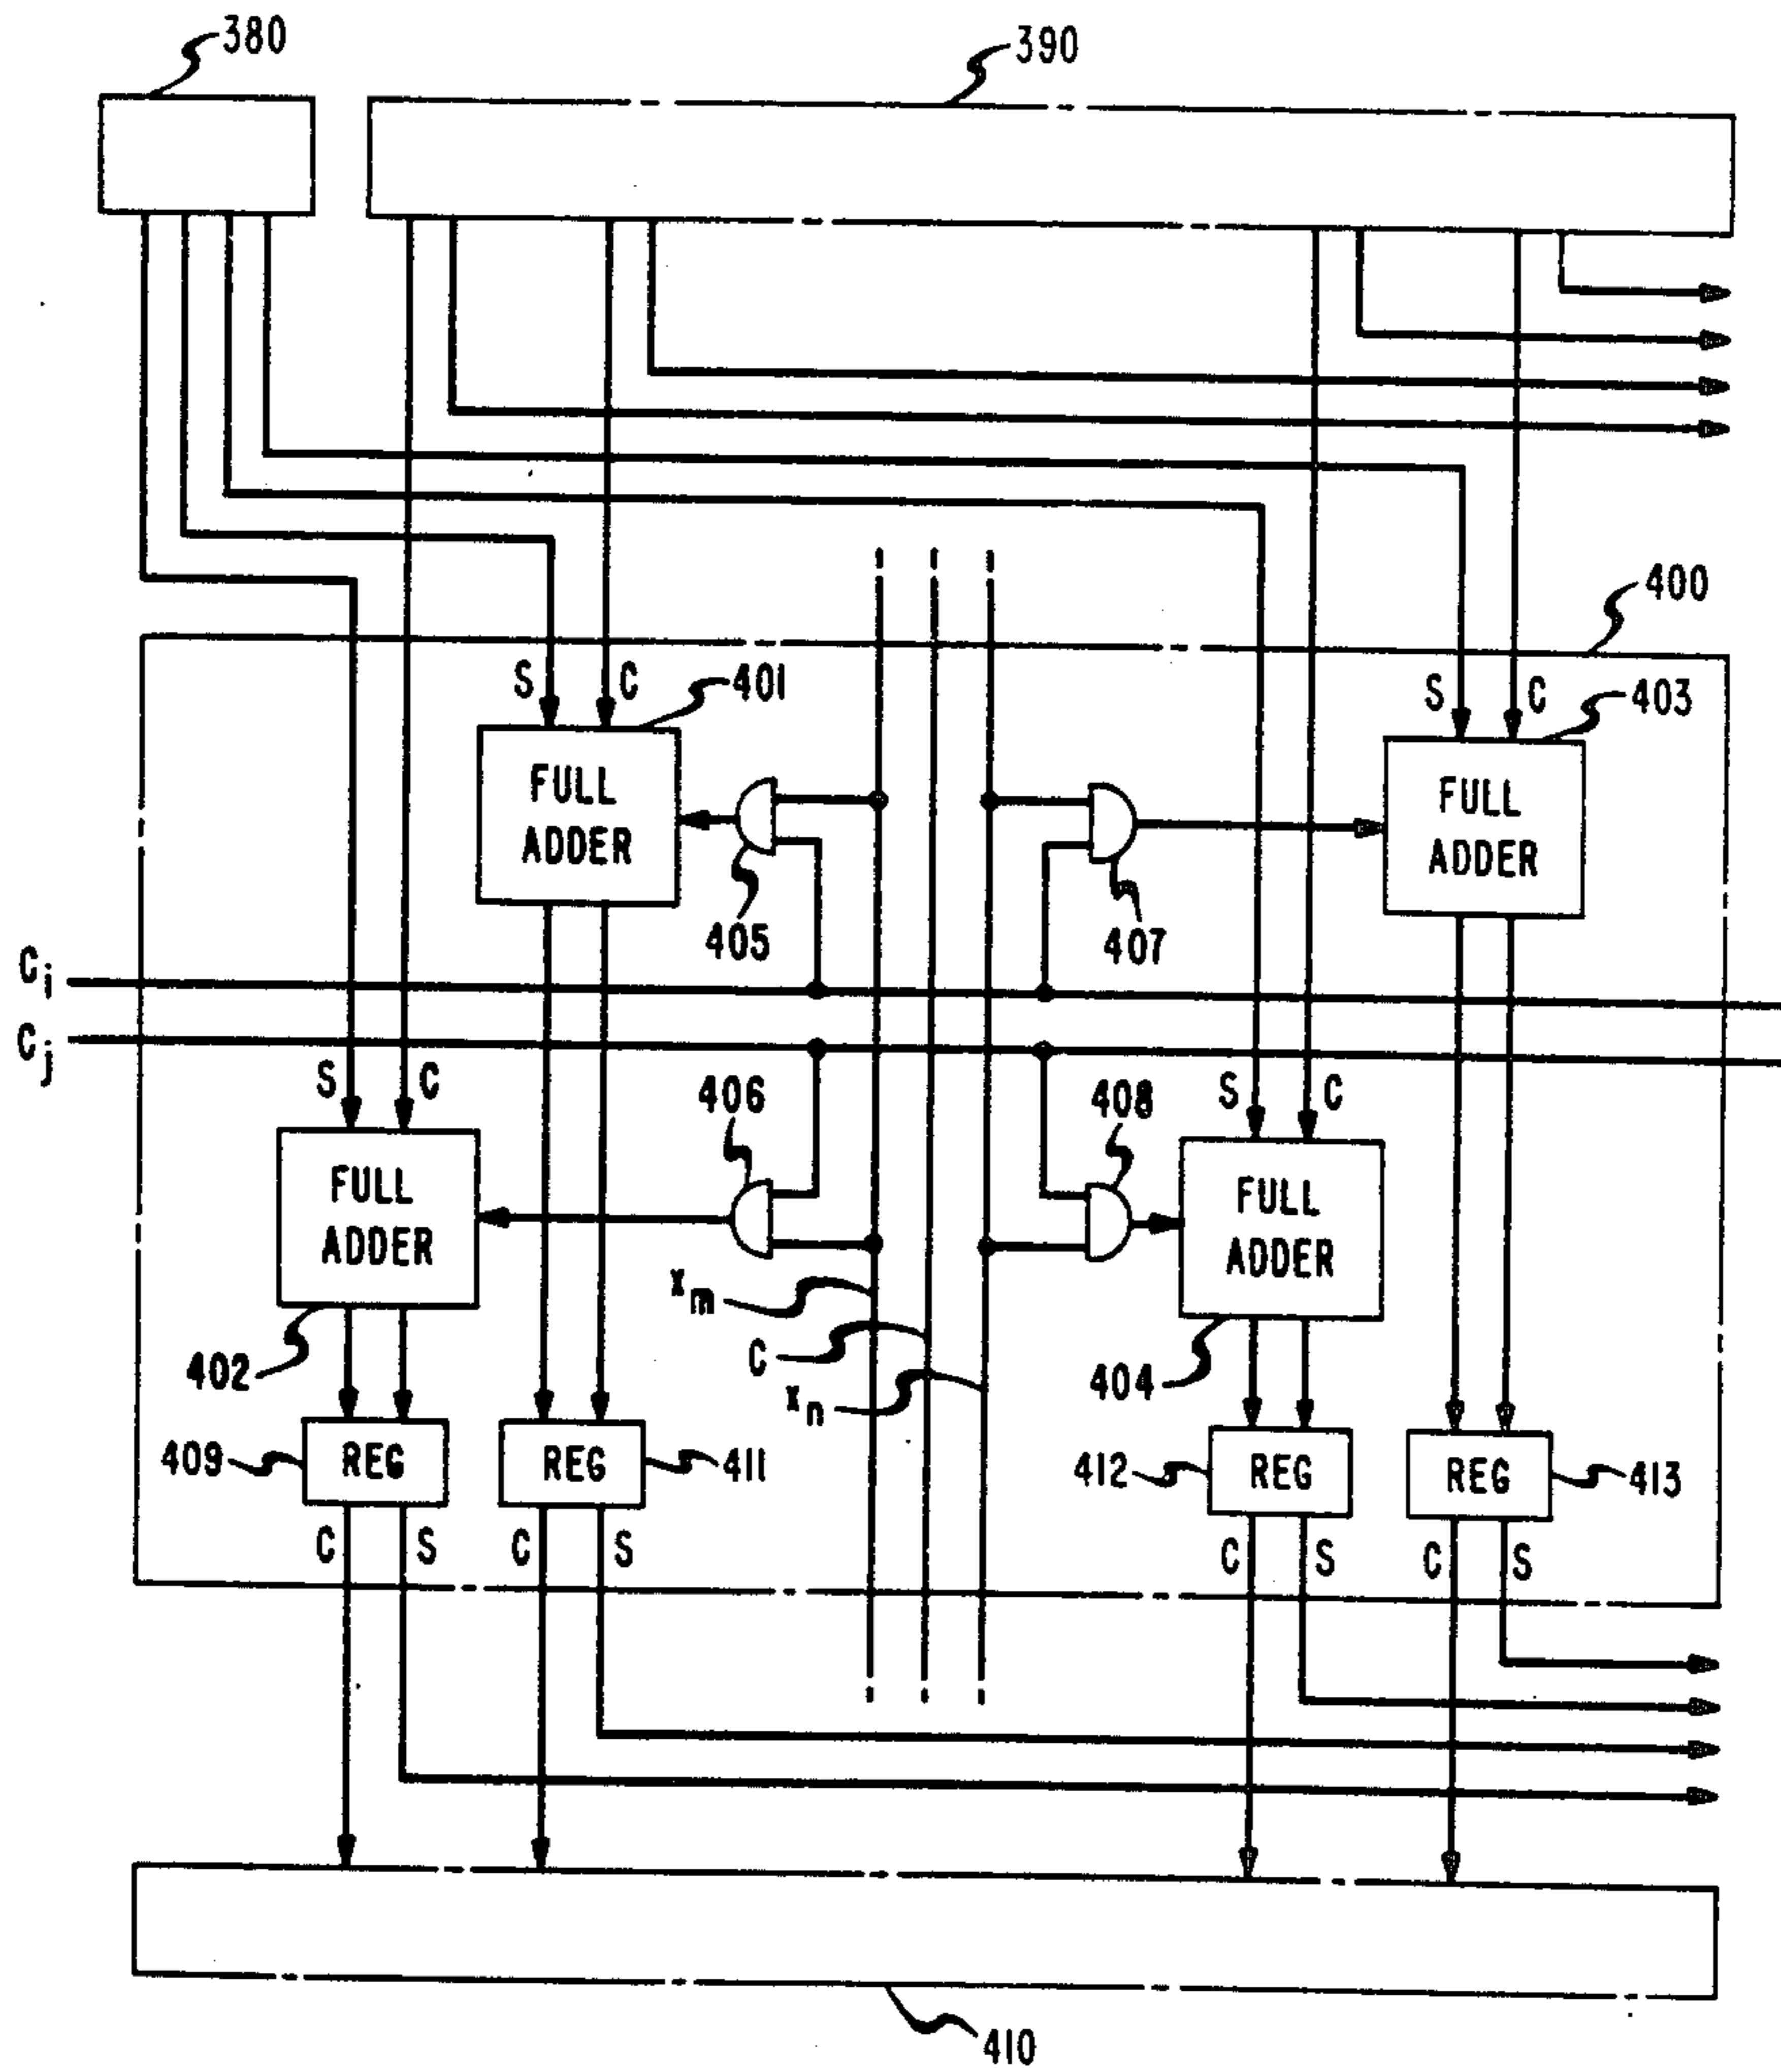 380
390
400
S C 401
S C 403
FULL
ADDER
FULL
ADDER
405
407
Ci
Cj
S C
406
408
S C
FULL
ADDER
FULL
ADDER
xm
C
xn
402
404
409 REG
REG 411
412 REG
REG 413
C S C S
C S C S
410